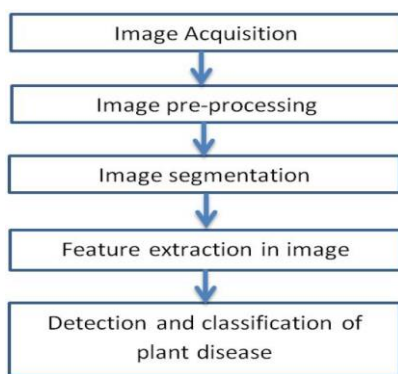 Image Acquisition
Image pre-processing
Image segmentation
Feature extraction in image
Detection and classification of
plant disease